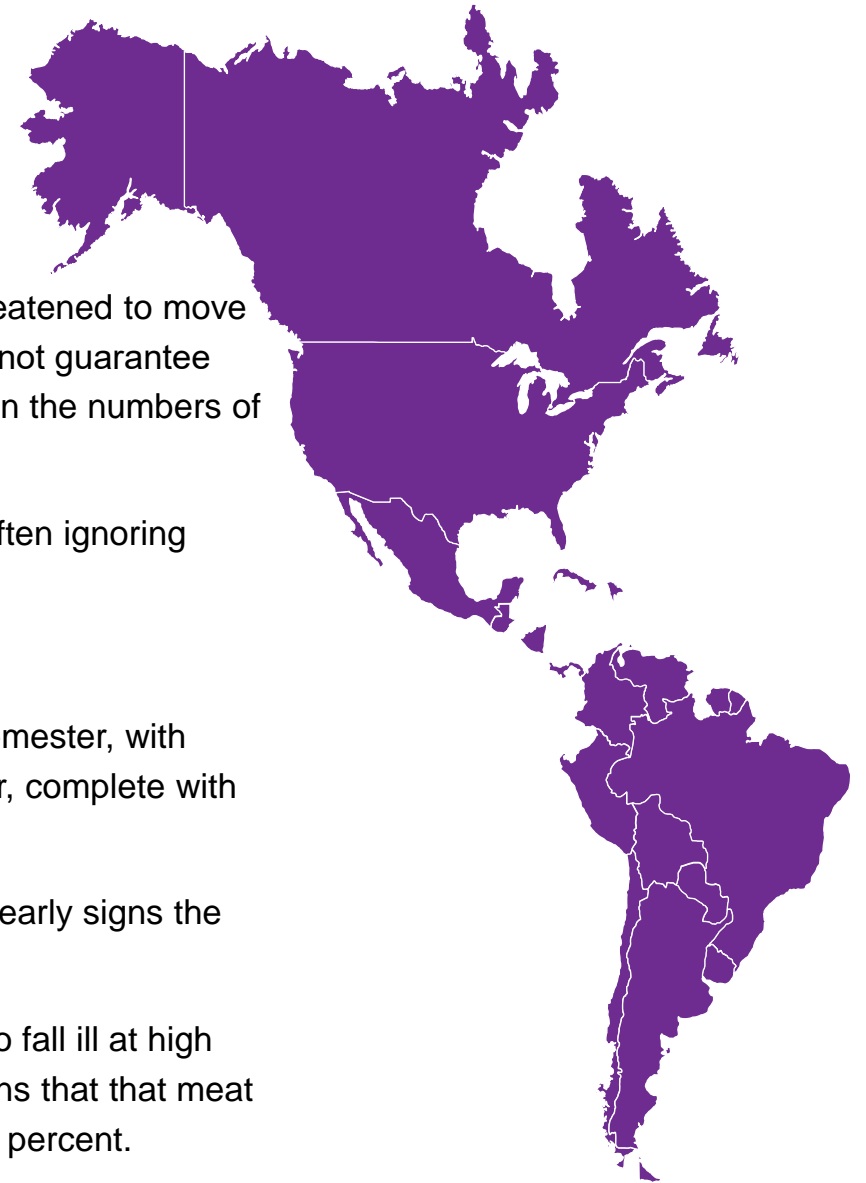 eatened to move
not guarantee
n the numbers of
ften ignoring
mester, with
r, complete with
early signs the
o fall ill at high
ns that that meat
percent.